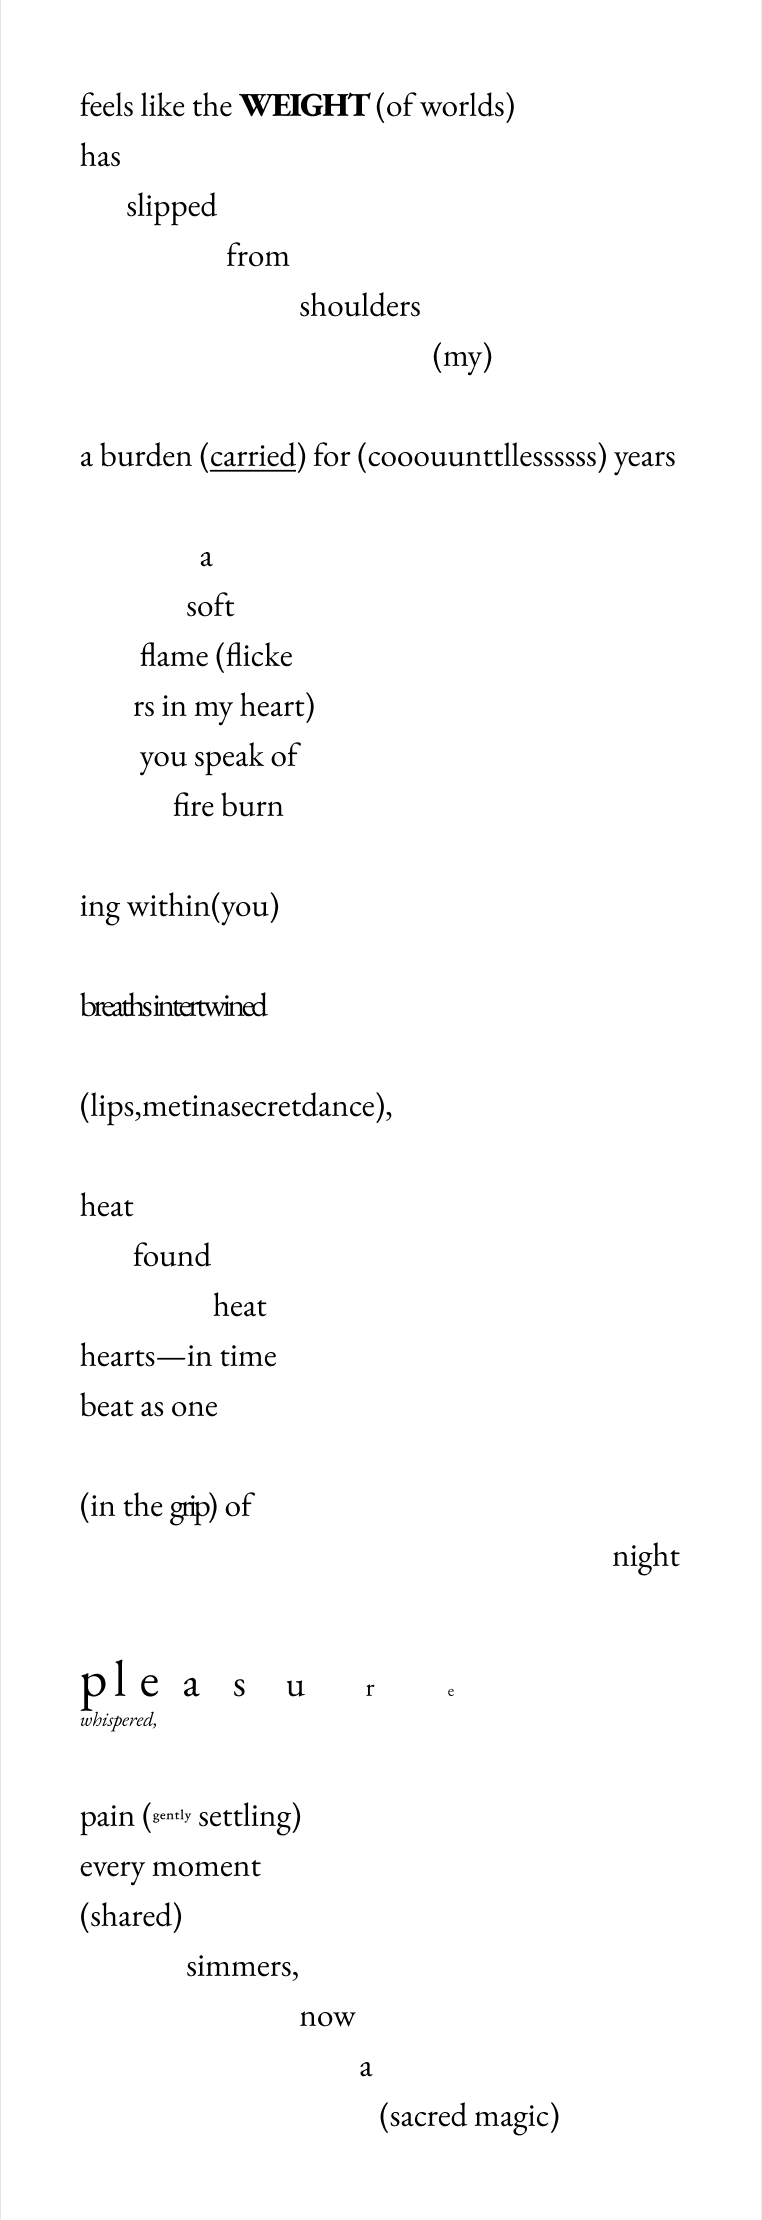 feels like the WEIGHT (of worlds)
has
slipped
from
shoulders
(my)
a burden (carried) for (cooouunttllessssss) years
a
soft
flame (flicke
rs in my heart)
you speak of
fire burn
ing within(you)
breathsintertwined
(lips,metinasecretdance),
heat
found
heat
hearts—in time
beat as one
(in the grip) of
night
pleasure
whispered,
pain (gently settling)
every moment
(shared)
simmers,
now
a
(sacred magic)